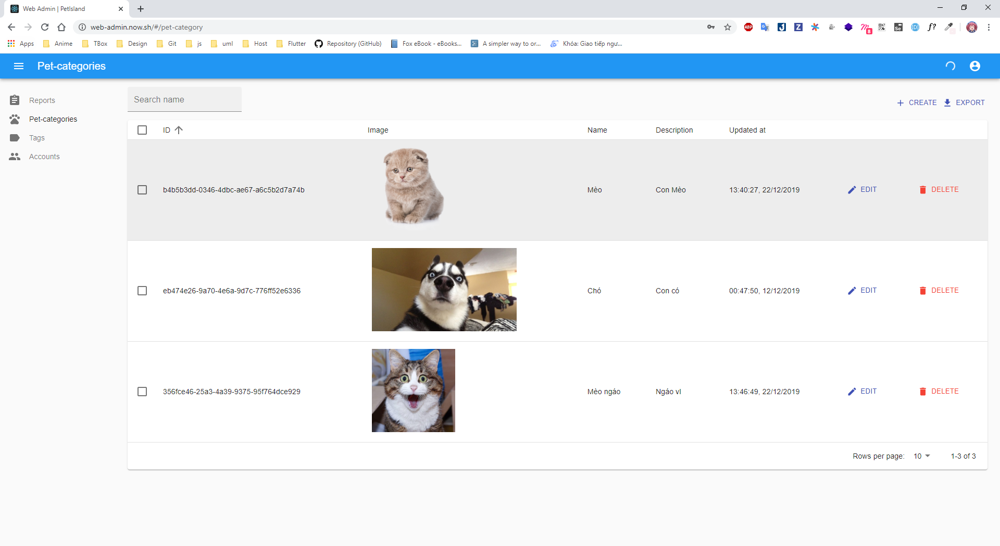 Web Admin | PetIsland
web-admin.now.sh/#/pet-category
ABP
8
Se
f?
Apps Anime TBox Design Git js uml Host Flutter Repository (GitHub) Fox eBook - eBooks... A simpler way to or... Khóa: Giao tiếp ngư...
Pet-categories
Reports
Pet-categories
Tags
Accounts
Search name
CREATE EXPORT
ID Image Name Description Updated at
b4b5b3dd-0346-4dbc-ae67-a6c5b2d7a74b Mèo Con Mèo 13:40:27, 22/12/2019 EDIT DELETE
eb474e26-9a70-4e6a-9d7c-776ff52e6336 Chó Con có 00:47:50, 12/12/2019 EDIT DELETE
356fce46-25a3-4a39-9375-95f764dce929 Mèo ngáo Ngáo vl 13:46:49, 22/12/2019 EDIT DELETE
Rows per page: 10 1-3 of 3